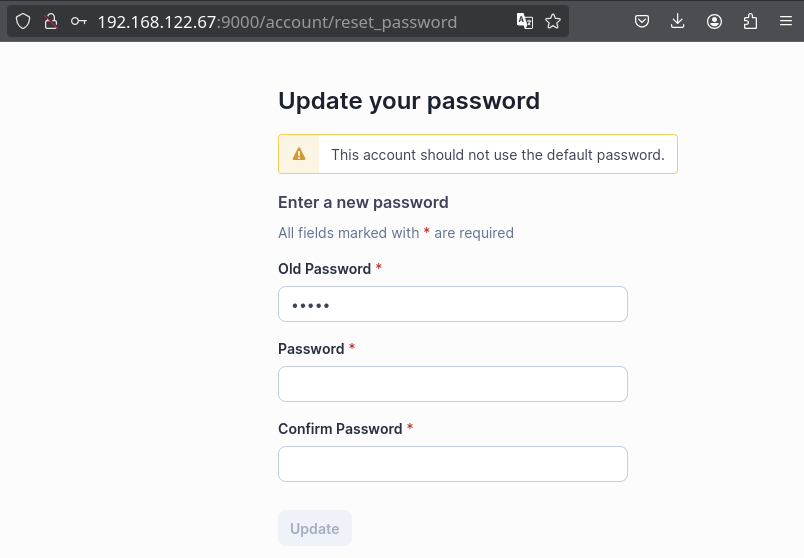 192.168.122.67:9000/account/reset_password
Update your password
This account should not use the default password.
Enter a new password
All fields marked with * are required
Old Password *
•••••
Password *
Confirm Password *
Update